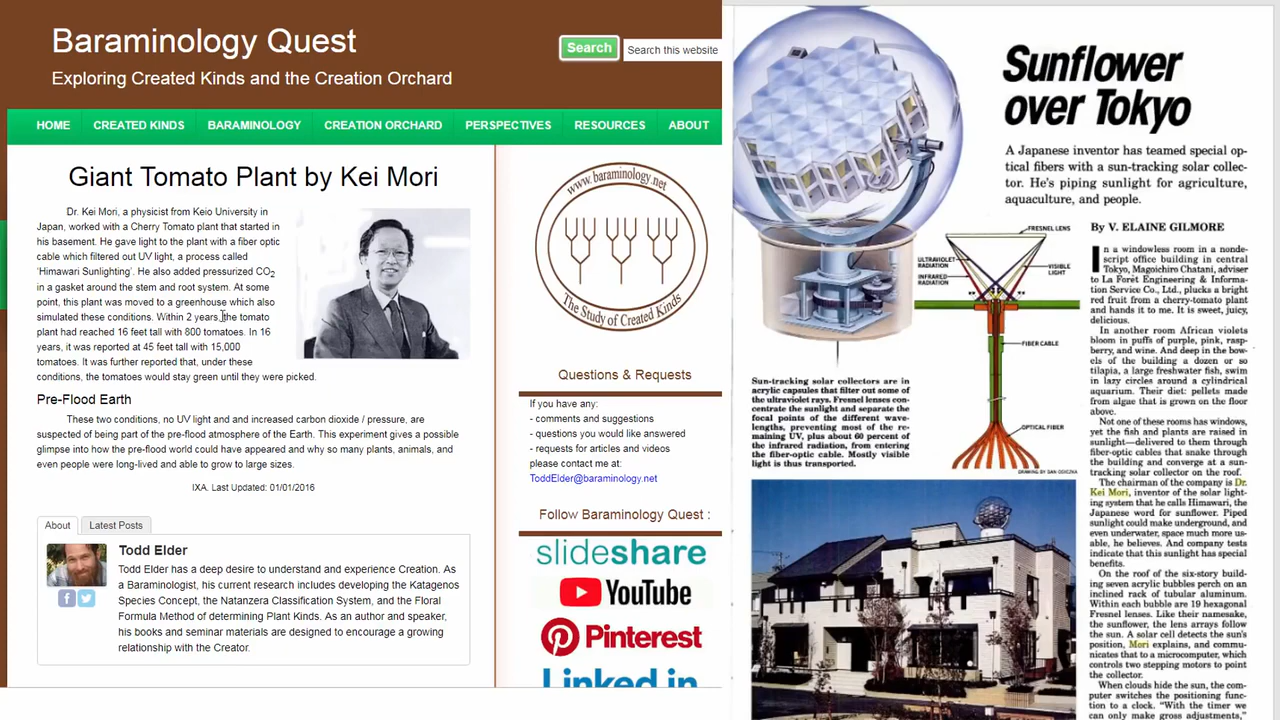 Baraminology Quest
Exploring Created Kinds and the Creation Orchard
Search
Search this website
HOME
CREATED KINDS
BARAMINOLOGY
CREATION ORCHARD
PERSPECTIVES
RESOURCES
ABOUT
Giant Tomato Plant by Kei Mori
Dr. Kei Mori, a physicist from Keio University in
Japan, worked with a Cherry Tomato plant that started in
his basement. He gave light to the plant with a fiber optic
cable which filtered out UV light, a process called
'Himawari Sunlighting'. He also added pressurized CO2
in a gasket around the stem and root system. At some
point, this plant was moved to a greenhouse which also
simulated these conditions. Within 2 years, the tomato
plant had reached 16 feet tall with 800 tomatoes. In 16
years, it was reported at 45 feet tall with 15,000
tomatoes. It was further reported that, under these
conditions, the tomatoes would stay green until they were picked.
Pre-Flood Earth
These conditions, no UV light and increased carbon dioxide / pressure, are
suspected of being part of the pre-flood atmosphere of the Earth. This experiment gives a possible
glimpse into how the pre-flood world could have appeared and why so many plants, animals, and
even people were long-lived and able to grow to large sizes.
IXA. Last Updated: 01/01/2016
About
Latest Posts
Todd Elder
Todd Elder has a deep desire to understand and experience Creation. As
a Baraminologist, his current research includes developing the Katagenos
Species Concept, the Natanzera Classification System, and the Floral
Formula Method of determining Plant Kinds. As an author and speaker,
his books and seminar materials are designed to encourage a growing
relationship with the Creator.
www.baraminology.net
The Study of Created Kinds
Questions & Requests
If you have any:
- comments and suggestions
- questions you would like answered
- requests for articles and videos
please contact me at:
ToddElder@baraminology.net
Follow Baraminology Quest :
slideshare
YouTube
Pinterest
Linked in
Sunflower
over Tokyo
A Japanese inventor has teamed special op-
tical fibers with a sun-tracking solar collec-
tor. He's piping sunlight for agriculture,
aquaculture, and people.
By V. ELAINE GILMORE
FRESNEL LENS
ULTRAVIOLET
RADIATION
INFRARED
RADIATION
VISIBLE
LIGHT
FIBER CABLE
OPTICAL FIBER
DRAWING BY DAN ODICZNA
Sun-tracking solar collectors are in
acrylic capsules that filter out some of
the ultraviolet rays. Fresnel lenses con-
centrate the sunlight and separate the
focal points of the different wave-
lengths, preventing most of the re-
maining UV, plus about 60 percent of
the infrared radiation, from entering
the fiber-optic cable. Mostly visible
light is thus transported.
In a windowless room in a nonde-
script office building in central
Tokyo, Magoichiro Chatani, adviser
to La Forêt Engineering & Informa-
tion Service Co., Ltd., plucks a bright
red fruit from a cherry-tomato plant
and hands it to me. It is sweet, juicy,
delicious.
In another room African violets
bloom in puffs of purple, pink, rasp-
berry, and wine. And deep in the bow-
els of the building a dozen or so
tilapia, a large freshwater fish, swim
in lazy circles around a cylindrical
aquarium. Their diet: pellets made
from algae that is grown on the floor
above.
Not one of these rooms has windows,
yet the fish and plants are raised in
sunlight—delivered to them through
fiber-optic cables that snake through
the building and converge at a sun-
tracking solar collector on the roof.
The chairman of the company is Dr.
Kei Mori, inventor of the solar light-
ing system that he calls Himawari, the
Japanese word for sunflower. Piped
sunlight could make underground, and
even underwater, space much more us-
able, he believes. And company tests
indicate that this sunlight has special
benefits.
On the roof of the six-story build-
ing seven acrylic bubbles perch on an
inclined rack of tubular aluminum.
Within each bubble are 19 hexagonal
Fresnel lenses. Like their namesake,
the sunflower, the lens arrays follow
the sun. A solar cell detects the sun's
position, Mori explains, and commu-
nicates that to a microcomputer, which
controls two stepping motors to point
the collector.
When clouds hide the sun, the com-
puter switches the positioning func-
tion to a clock. "With the timer we
can only make gross adjustments,"